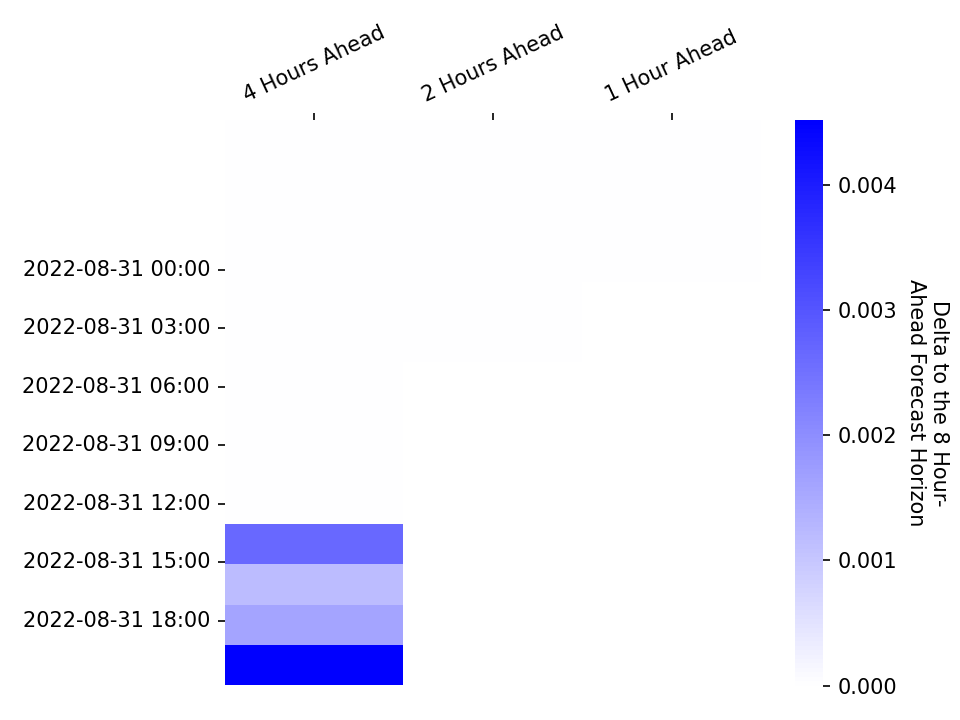 4 Hours Ahead
2 Hours Ahead
1 Hour Ahead
2022-08-31 00:00
2022-08-31 03:00
2022-08-31 06:00
2022-08-31 09:00
2022-08-31 12:00
2022-08-31 15:00
2022-08-31 18:00
0.004
0.003
0.002
0.001
0.000
Delta to the 8 Hour-
Ahead Forecast Horizon